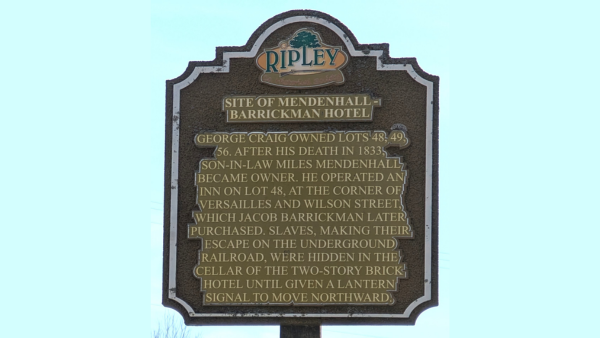 RIPLEY
SITE OF MENDENHALL -
BARRICKMAN HOTEL
GEORGE CRAIG OWNED LOTS 48, 49,
56. AFTER HIS DEATH IN 1833,
SON-IN-LAW MILES MENDENHALL
BECAME OWNER. HE OPERATED AN
INN ON LOT 48, AT THE CORNER OF
VERSAILLES AND WILSON STREET,
WHICH JACOB BARRICKMAN LATER
PURCHASED. SLAVES, MAKING THEIR
ESCAPE ON THE UNDERGROUND
RAILROAD, WERE HIDDEN IN THE
CELLAR OF THE TWO-STORY BRICK
HOTEL UNTIL GIVEN A LANTERN
SIGNAL TO MOVE NORTHWARD.